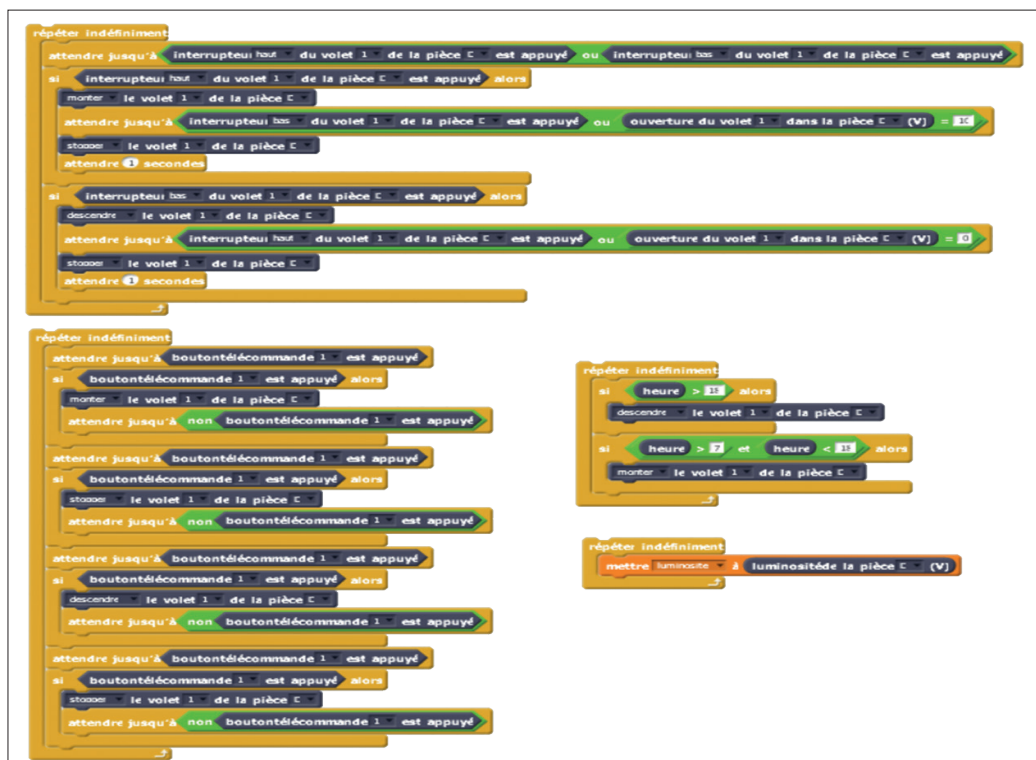 répéter indéfiniment
attendre jusqu'à interrupteur haut du volet 1 de la pièce C est appuyé ou interrupteur bas du volet 1 de la pièce C est appuyé
si interrupteur haut du volet 1 de la pièce C est appuyé alors
monter le volet 1 de la pièce C
attendre jusqu'à interrupteur bas du volet 1 de la pièce C est appuyé ou ouverture du volet 1 dans la pièce C (V) = 10
stopper le volet 1 de la pièce C
attendre 1 secondes
si interrupteur bas du volet 1 de la pièce C est appuyé alors
descendre le volet 1 de la pièce C
attendre jusqu'à interrupteur haut du volet 1 de la pièce C est appuyé ou ouverture du volet 1 dans la pièce C (V) = 0
stopper le volet 1 de la pièce C
attendre 1 secondes
répéter indéfiniment
attendre jusqu'à boutontélécommande 1 est appuyé
si boutontélécommande 1 est appuyé alors
monter le volet 1 de la pièce C
attendre jusqu'à non boutontélécommande 1 est appuyé
attendre jusqu'à boutontélécommande 1 est appuyé
si boutontélécommande 1 est appuyé alors
stopper le volet 1 de la pièce C
attendre jusqu'à non boutontélécommande 1 est appuyé
attendre jusqu'à boutontélécommande 1 est appuyé
si boutontélécommande 1 est appuyé alors
descendre le volet 1 de la pièce C
attendre jusqu'à non boutontélécommande 1 est appuyé
attendre jusqu'à boutontélécommande 1 est appuyé
si boutontélécommande 1 est appuyé alors
stopper le volet 1 de la pièce C
attendre jusqu'à non boutontélécommande 1 est appuyé
répéter indéfiniment
si heure > 18 alors
descendre le volet 1 de la pièce C
si heure > 7 et heure < 18 alors
monter le volet 1 de la pièce C
répéter indéfiniment
mettre luminosite à luminositéde la pièce C (V)